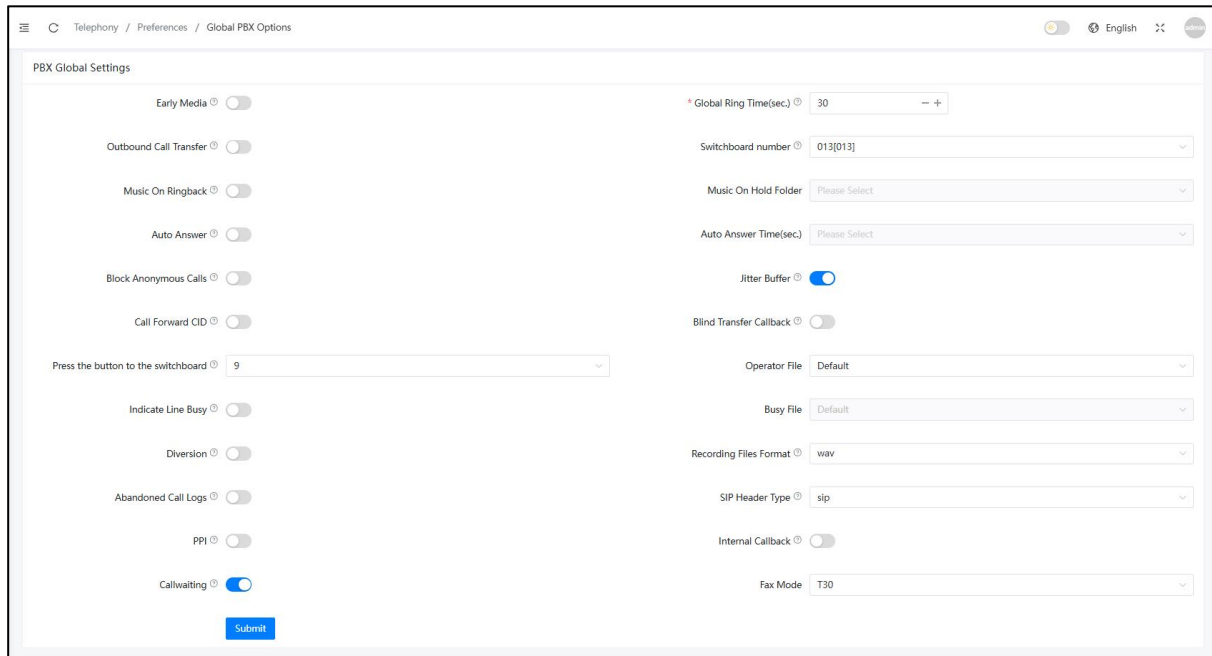 Telephony / Preferences / Global PBX Options English admin
PBX Global Settings
Early Media * Global Ring Time(sec.) 30 − +
Outbound Call Transfer Switchboard number 013[013]
Music On Ringback Music On Hold Folder Please Select
Auto Answer Auto Answer Time(sec.) Please Select
Block Anonymous Calls Jitter Buffer
Call Forward CID Blind Transfer Callback
Press the button to the switchboard 9 Operator File Default
Indicate Line Busy Busy File Default
Diversion Recording Files Format wav
Abandoned Call Logs SIP Header Type sip
PPI Internal Callback
Callwaiting Fax Mode T30
Submit